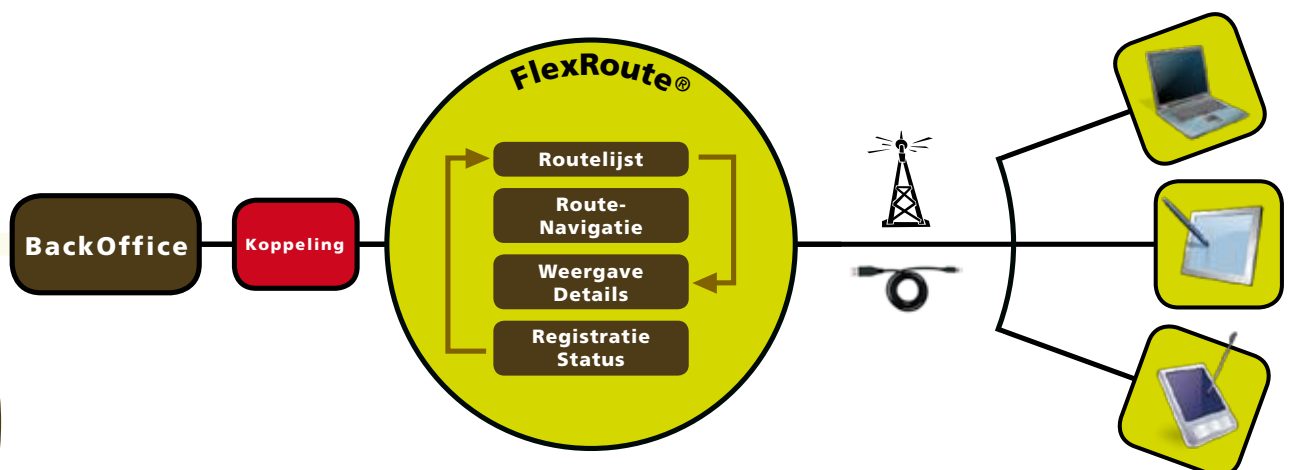 FlexRoute®
Routelijst
Route-
Navigatie
Weergave
Details
Registratie
Status
BackOffice
Koppeling